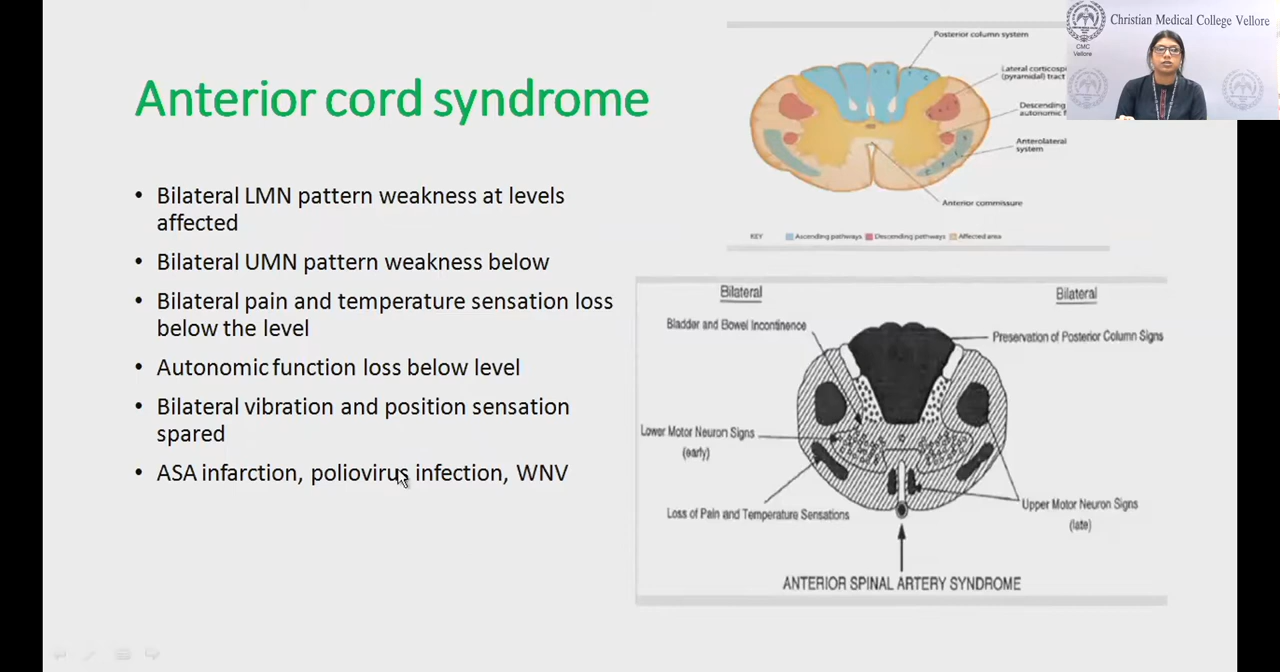 Christian Medical College Vellore
CMC
Vellore
Anterior cord syndrome
• Bilateral LMN pattern weakness at levels
affected
• Bilateral UMN pattern weakness below
• Bilateral pain and temperature sensation loss
below the level
• Autonomic function loss below level
• Bilateral vibration and position sensation
spared
• ASA infarction, poliovirus infection, WNV
Posterior column system
Lateral corticospi
(pyramidal) tract
Descending
autonomic f
Anterolateral
system
Anterior commissure
KEY
Ascending pathways
Descending pathways
Affected area
Bilateral
Bilateral
Bladder and Bowel Incontinence
Preservation of Posterior Column Signs
Lower Motor Neuron Signs
(early)
Loss of Pain and Temperature Sensations
Upper Motor Neuron Signs
(late)
ANTERIOR SPINAL ARTERY SYNDROME